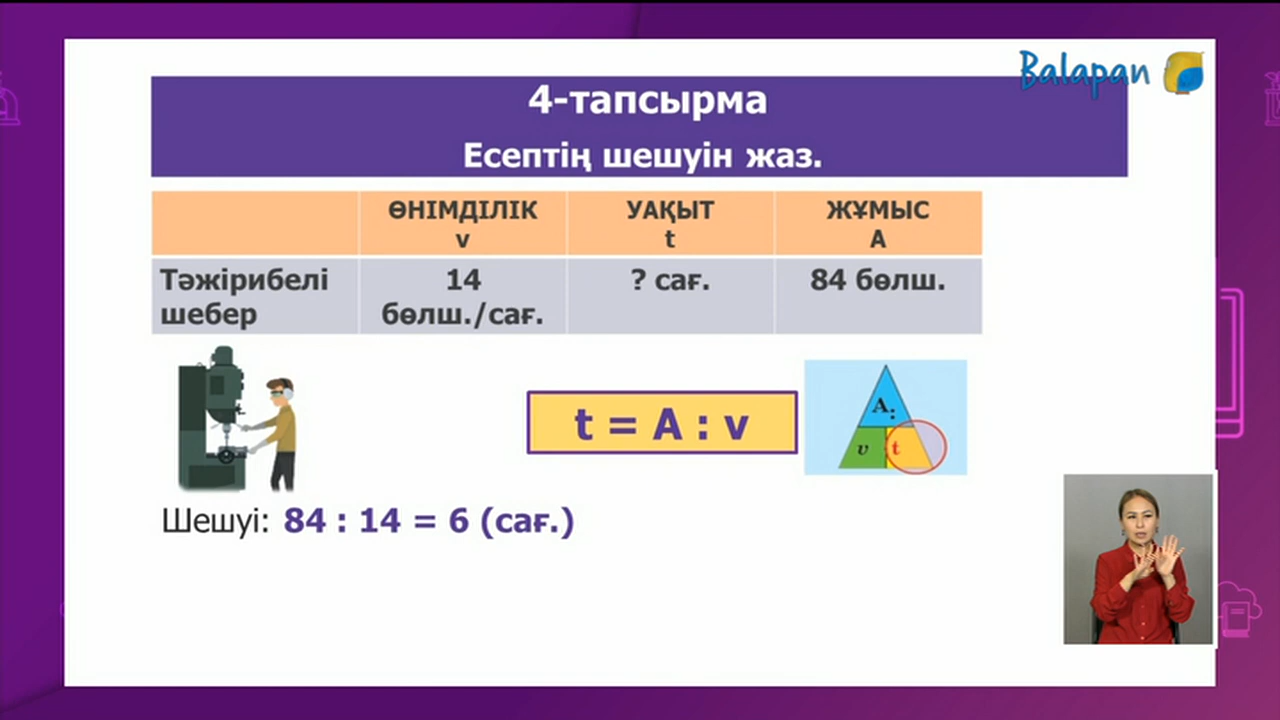 Balapan
4-тапсырма
Есептің шешуін жаз.
ӨНІМДІЛІК УАҚЫТ ЖҰМЫС
v t A
Тәжірибелі 14 ? сағ. 84 бөлш.
шебер бөлш./сағ.
t = A : v
A:
v t
Шешуі: 84 : 14 = 6 (сағ.)